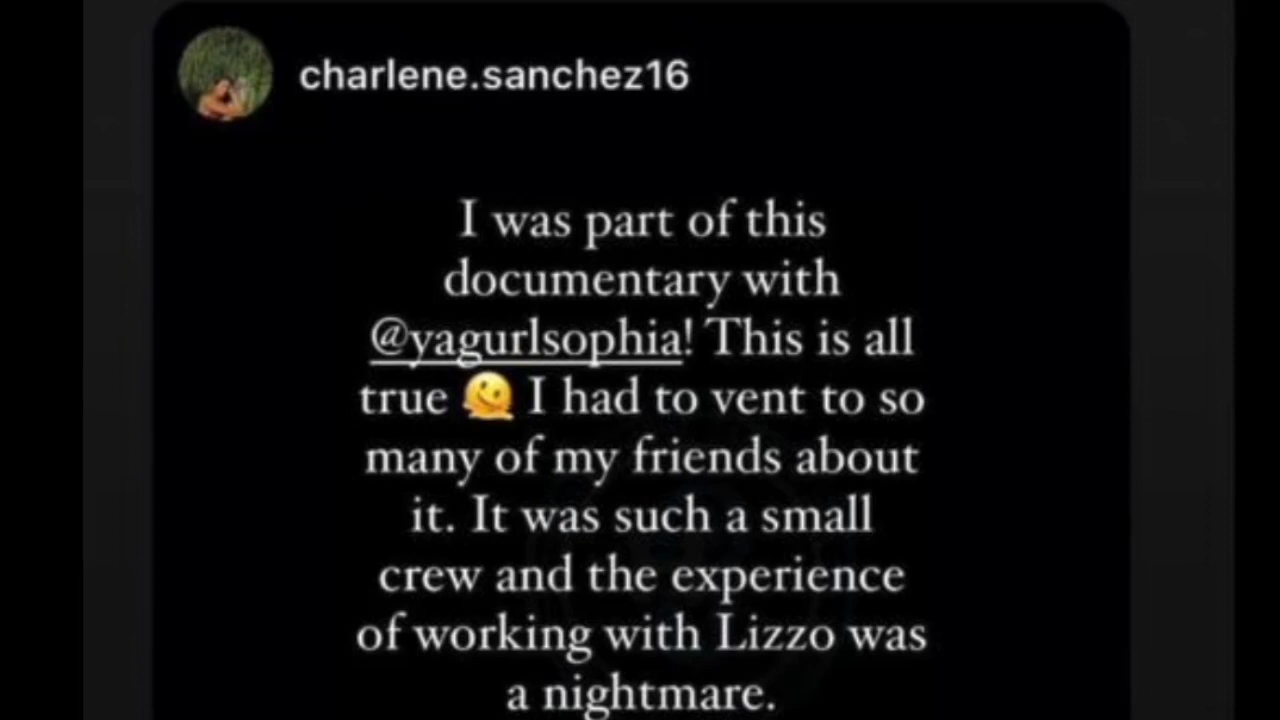 charlene.sanchez16
I was part of this
documentary with
@yagurlsophia! This is all
true 🫠 I had to vent to so
many of my friends about
it. It was such a small
crew and the experience
of working with Lizzo was
a nightmare.